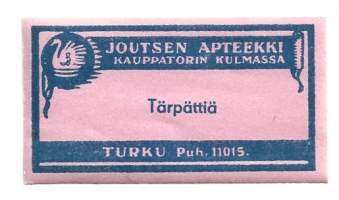 JOUTSEN APTEEKKI
KAUPPATORIN KULMASSA
Tärpättiä
TURKU Puh. 11015.